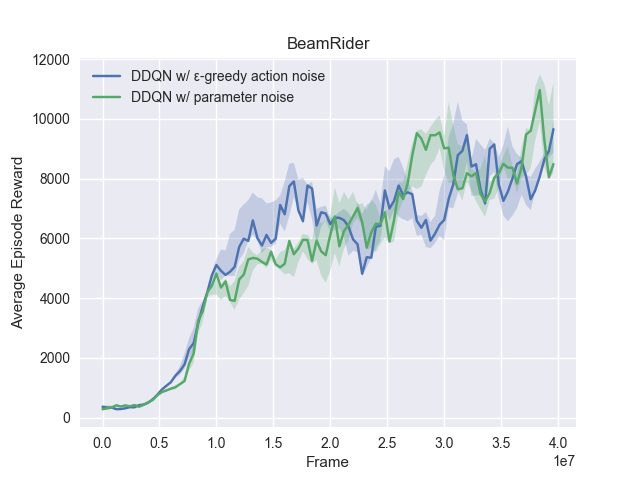 BeamRider
DDQN w/ ε-greedy action noise
DDQN w/ parameter noise
Average Episode Reward
12000
10000
8000
6000
4000
2000
0
0.0 0.5 1.0 1.5 2.0 2.5 3.0 3.5 4.0
1e7
Frame